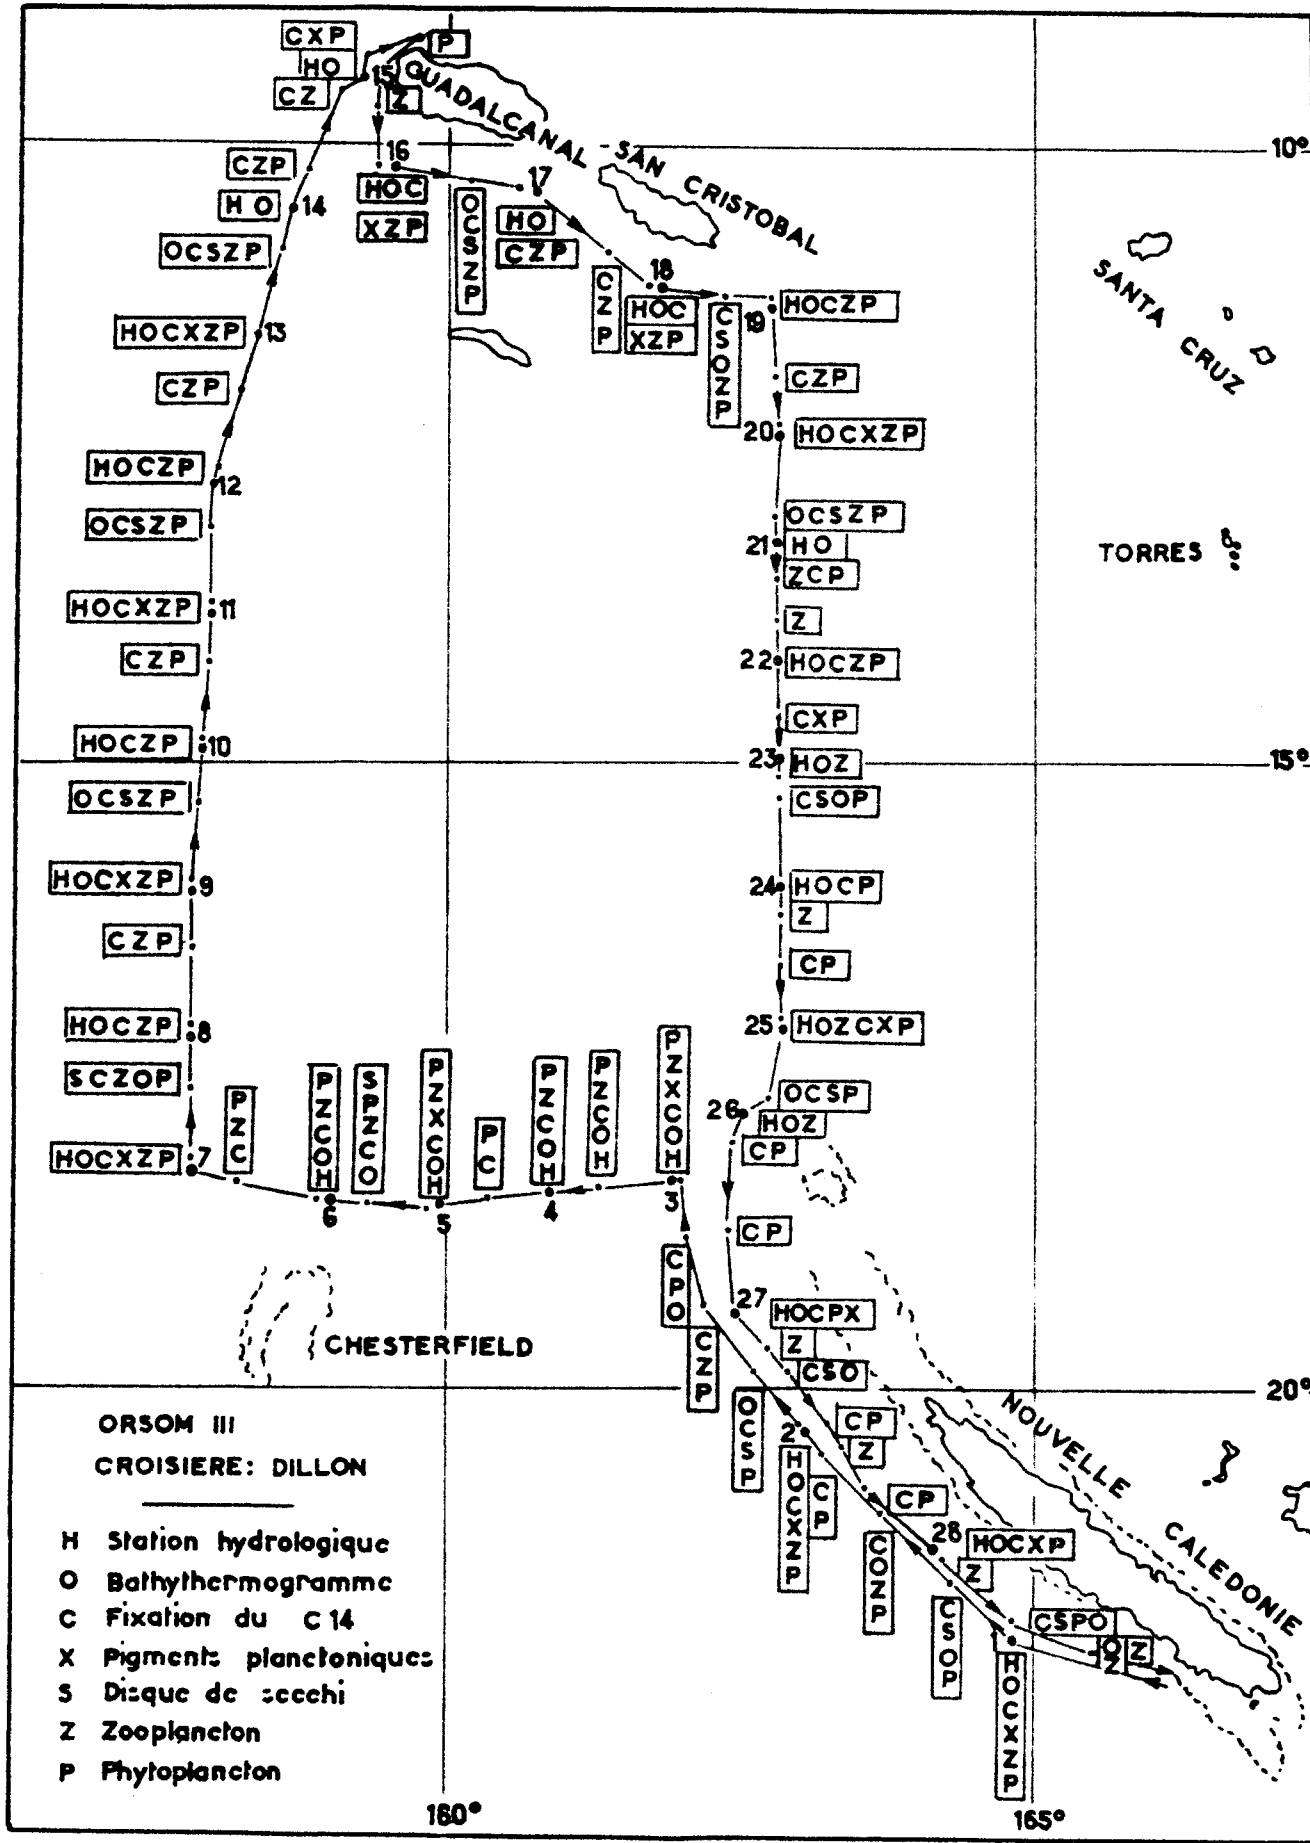 CXP
HO
CZ
P
15
Z
GUADALCANAL
10°
SAN CRISTOBAL
CZP
16
HOC
XZP
17
HO
CZP
HO
14
OCSZP
OCSZP
SANTA CRUZ
18
HOC
XZP
CZP
19
HOCZP
CSOZP
HOCXZP
13
CZP
CZP
20
HOCXZP
HOCZP
12
OCSZP
OCSZP
21
HO
ZCP
TORRES
HOCXZP
11
Z
CZP
22
HOCZP
CXP
HOCZP
10
23
HOZ
15°
OCSZP
CSOP
HOCXZP
9
24
HOCP
Z
CZP
CP
HOCZP
8
25
HOZCXP
SCZOP
OCSP
26
HOZ
CP
HOCXZP
7
PZC
PZCOH
6
SPZCO
PZXCOH
5
PC
PZCOH
4
PZCOH
PZXCOH
3
CP
CPO
27
HOCPX
Z
CSO
CHESTERFIELD
CZP
20°
OCSP
2
CP
Z
NOUVELLE
CALEDONIE
HOCXZP
CP
CP
28
HOCXP
Z
COZP
CSOP
CSPO
O
Z
Z
HOCXZP
ORSOM III
CROISIERE: DILLON
H Station hydrologique
O Bathythermogramme
C Fixation du C 14
X Pigments planctoniques
S Disque de secchi
Z Zooplancton
P Phytoplancton
160°
165°